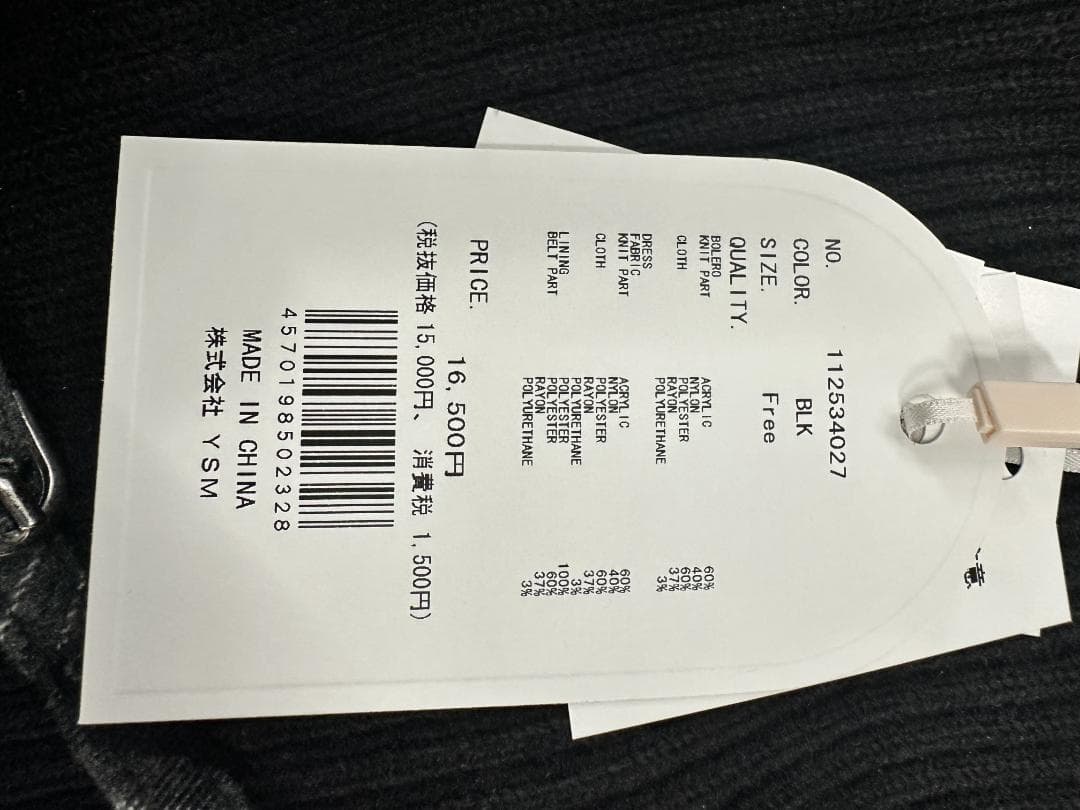 NO. 112534027
COLOR. BLK
SIZE. Free
QUALITY.
BOLERO
KNIT PART ACRYLIC 60%
NYLON 40%
CLOTH POLYESTER 60%
RAYON 37%
POLYURETHANE 3%
DRESS
FABRIC
KNIT PART ACRYLIC 60%
NYLON 40%
CLOTH POLYESTER 60%
RAYON 37%
POLYURETHANE 3%
LINING POLYESTER 100%
BELT PART POLYESTER 60%
RAYON 37%
POLYURETHANE 3%
PRICE. 16,500円
(税抜価格 15,000円、 消費税 1,500円)
4570198502328
MADE IN CHINA
株式会社 YSM
意